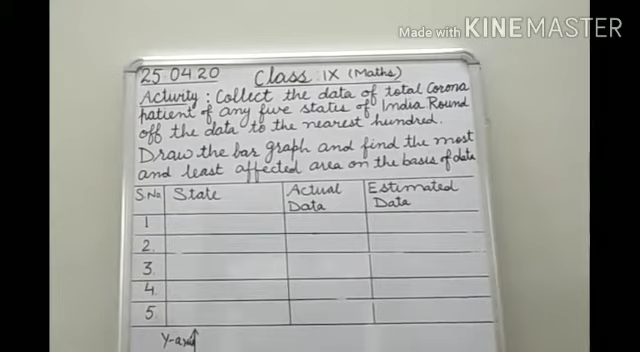 Made with KINEMASTER
25.04.20 Class: IX (Maths)
Activity: Collect the data of total Corona
patient of any five states of India Round
off the data to the nearest hundred.
Draw the bar graph and find the most
and least affected area on the basis of data
S.No State Actual Data Estimated Data
1
2.
3.
4.
5.
Y-axis